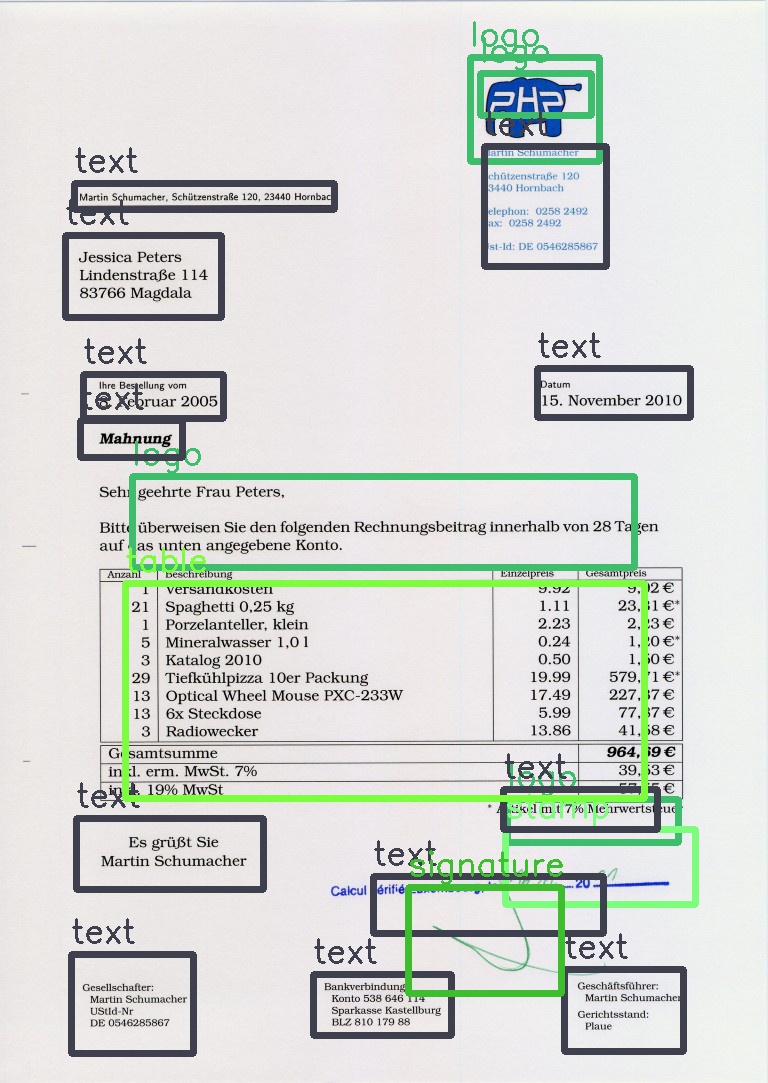 logo
logo
PHP
text
Martin Schumacher
chützenstraße 120
3440 Hornbach
elephon: 0258 2492
ax: 0258 2492
st-Id: DE 0546285867
text
Martin Schumacher, Schützenstraße 120, 23440 Hornbac
text
Jessica Peters
Lindenstraße 114
83766 Magdala
text
Ihre Bestellung vom
Februar 2005
text
Datum
15. November 2010
text
Mahnung
logo
Sehr geehrte Frau Peters,
Bitte überweisen Sie den folgenden Rechnungsbeitrag innerhalb von 28 Tagen
auf das unten angegebene Konto.
table
Anzahl Beschreibung Einzelpreis Gesamtpreis
1 Versandkosten 9.92 9,92 €
21 Spaghetti 0,25 kg 1.11 23,31 €*
1 Porzelanteller, klein 2.23 2,23 €
5 Mineralwasser 1,0 l 0.24 1,20 €*
3 Katalog 2010 0.50 1,50 €
29 Tiefkühlpizza 10er Packung 19.99 579,71 €*
13 Optical Wheel Mouse PXC-233W 17.49 227,37 €
13 6x Steckdose 5.99 77,87 €
3 Radiowecker 13.86 41,58 €
Gesamtsumme 964,69 €
inkl. erm. MwSt. 7% 39,53 €
inkl. 19% MwSt €
text
logo
* Artikel mit 7% Mehrwertsteuer
stamp
text
Es grüßt Sie
Martin Schumacher
text
signature
Calcul vérifié 20
text
Gesellschafter:
Martin Schumacher
UStId-Nr
DE 0546285867
text
Bankverbindung
Konto 538 646 114
Sparkasse Kastellburg
BLZ 810 179 88
text
Geschäftsführer:
Martin Schumacher
Gerichtsstand:
Plaue